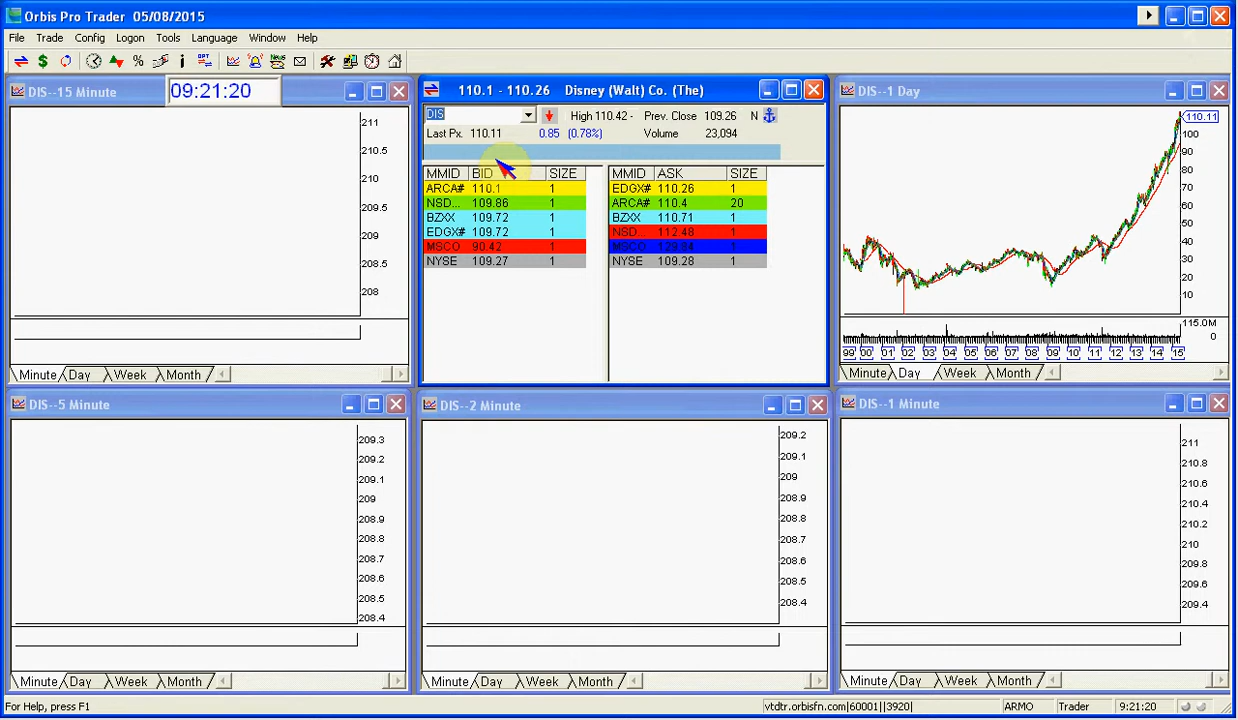 Orbis Pro Trader 05/08/2015
File Trade Config Logon Tools Language Window Help
DIS--15 Minute
09:21:20
211
210.5
210
209.5
209
208.5
208
Minute Day Week Month
110.1 - 110.26 Disney (Walt) Co. (The)
DIS High 110.42 - Prev. Close 109.26 N
Last Px. 110.11 0.85 (0.78%) Volume 23,094
MMID BID SIZE MMID ASK SIZE
ARCA# 110.1 1 EDGX# 110.26 1
NSD... 109.86 1 ARCA# 110.4 20
BZXX 109.72 1 BZXX 110.71 1
EDGX# 109.72 1 NSD... 112.48 1
MSCO 90.42 1 MSCO 129.84 1
NYSE 109.27 1 NYSE 109.28 1
DIS--1 Day
110.11
100
90
80
70
60
50
40
30
20
10
115.0M
0
99 00 01 02 03 04 05 06 07 08 09 10 11 12 13 14 15
Minute Day Week Month
DIS--5 Minute
209.3
209.2
209.1
209
208.9
208.8
208.7
208.6
208.5
208.4
Minute Day Week Month
DIS--2 Minute
209.2
209.1
209
208.9
208.8
208.7
208.6
208.5
208.4
Minute Day Week Month
DIS--1 Minute
211
210.8
210.6
210.4
210.2
210
209.8
209.6
209.4
Minute Day Week Month
For Help, press F1 vtdtr.orbisfn.com|60001||3920| ARMO Trader 9:21:20